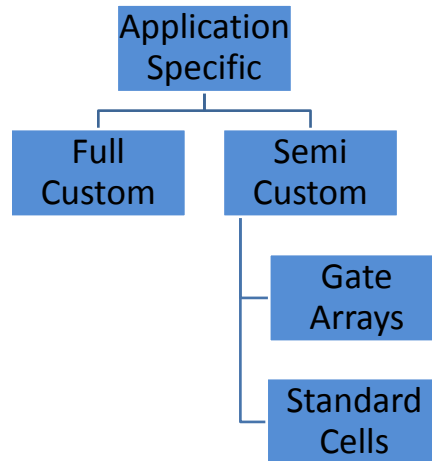 Application
Specific
Full
Custom
Semi
Custom
Gate
Arrays
Standard
Cells